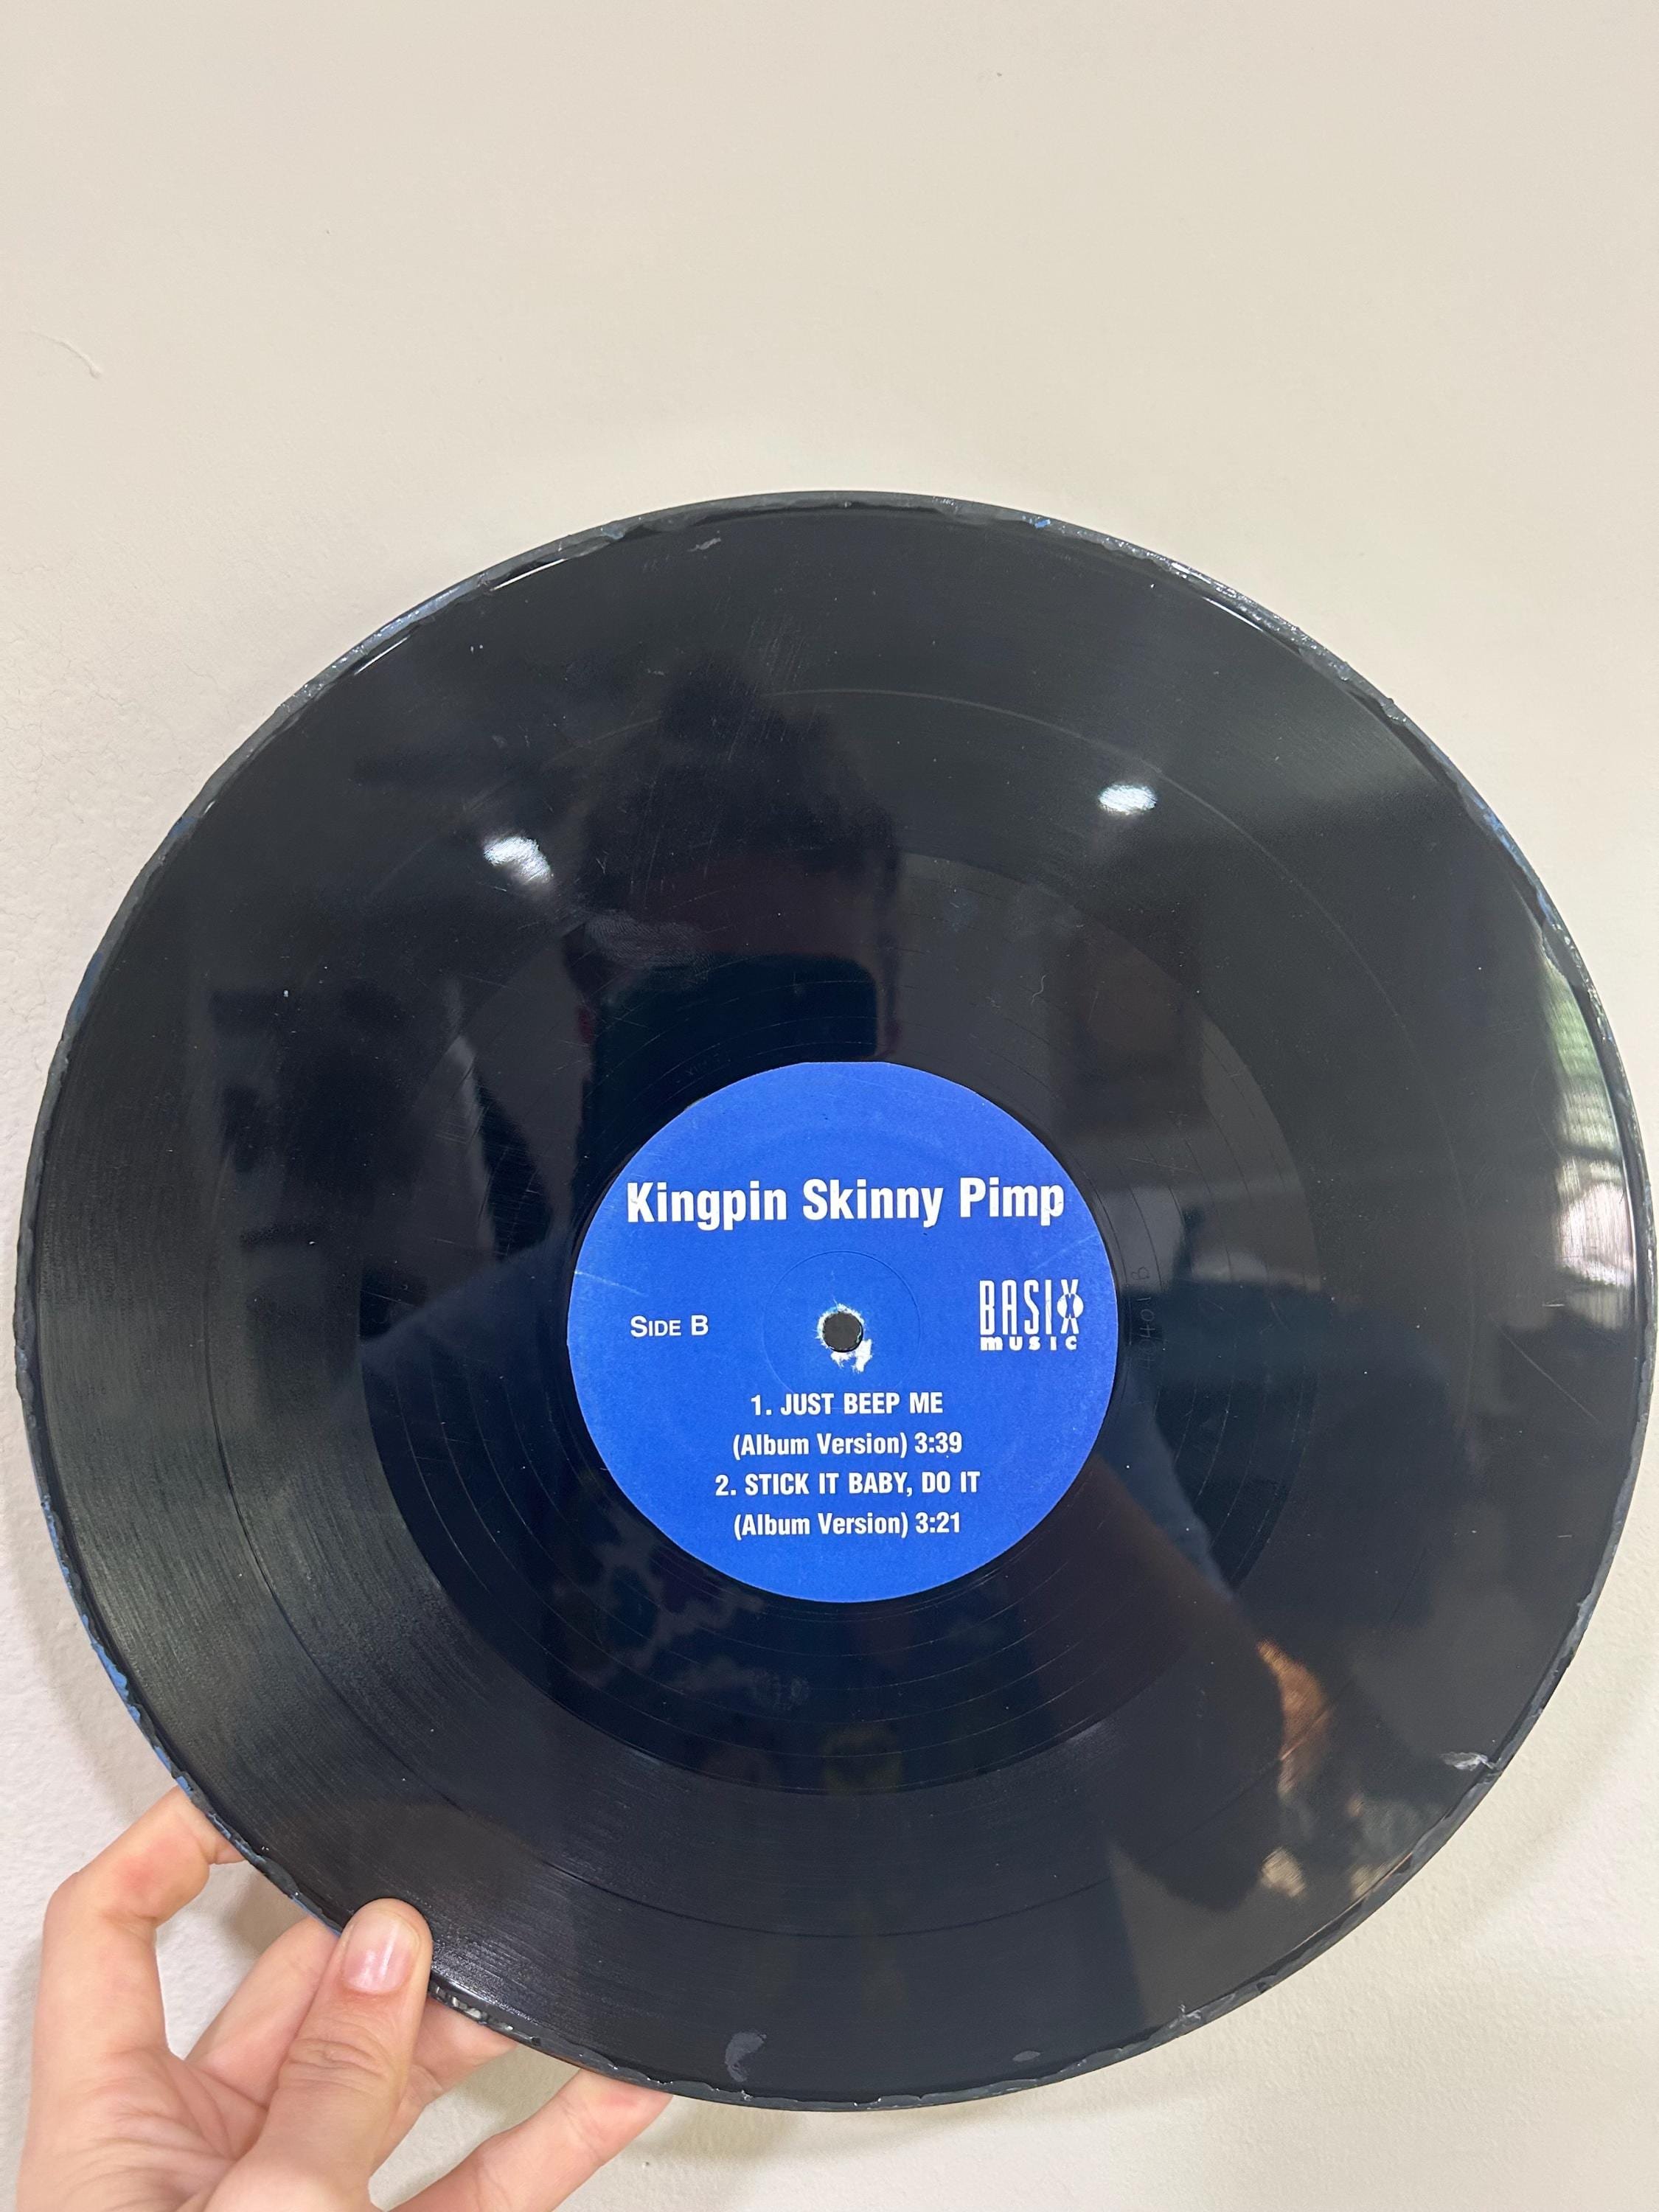 Kingpin Skinny Pimp
SIDE B
BASIX
music
1. JUST BEEP ME
(Album Version) 3:39
2. STICK IT BABY, DO IT
(Album Version) 3:21